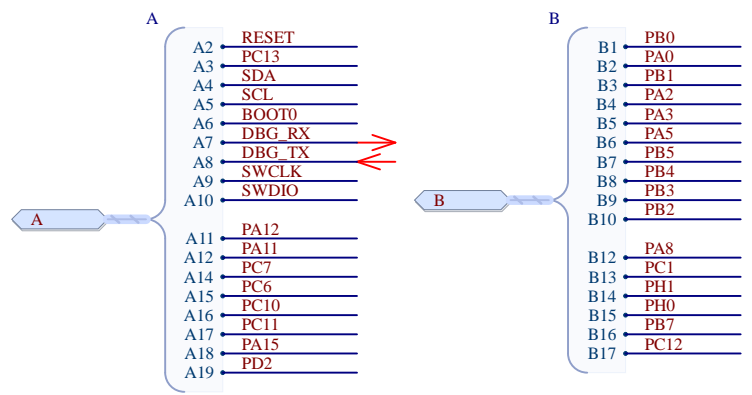 A
A2 RESET
A3 PC13
A4 SDA
A5 SCL
A6 BOOT0
A7 DBG_RX
A8 DBG_TX
A9 SWCLK
A10 SWDIO
A
A11 PA12
A12 PA11
A14 PC7
A15 PC6
A16 PC10
A17 PC11
A18 PA15
A19 PD2
B
B1 PB0
B2 PA0
B3 PB1
B4 PA2
B5 PA3
B6 PA5
B7 PB5
B8 PB4
B9 PB3
B
B10 PB2
B12 PA8
B13 PC1
B14 PH1
B15 PH0
B16 PB7
B17 PC12